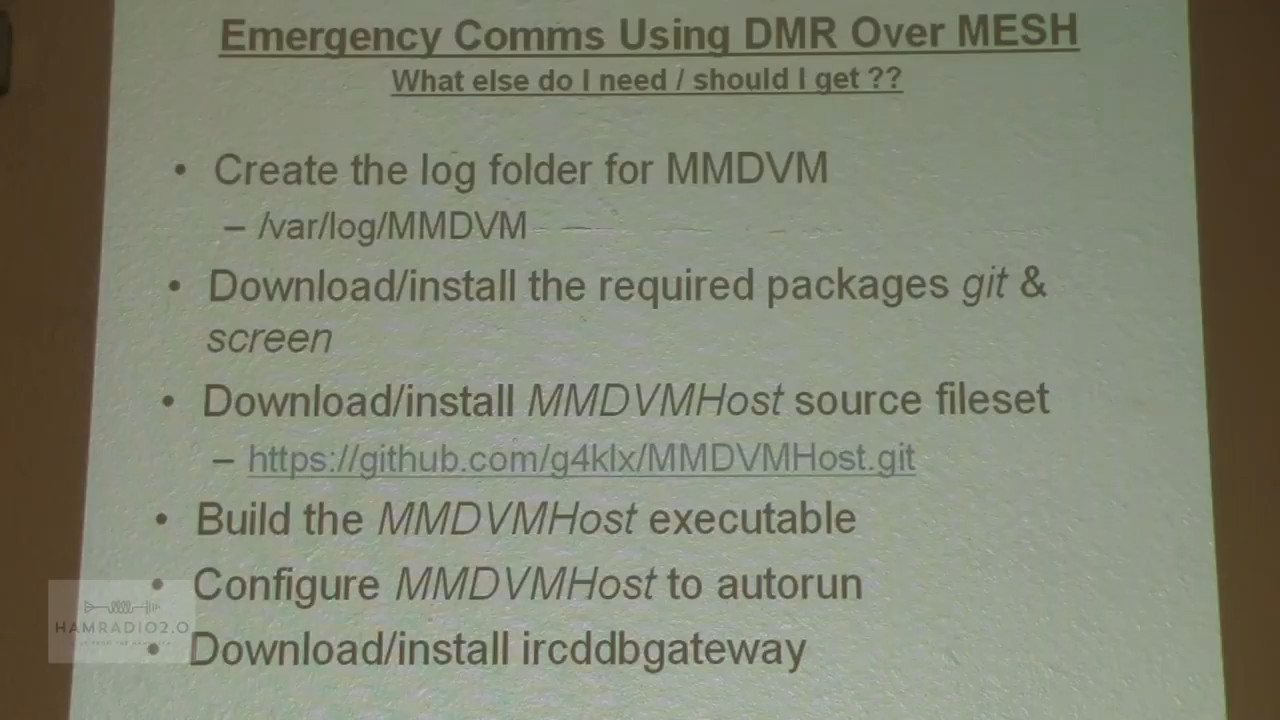 Emergency Comms Using DMR Over MESH
What else do I need / should I get ??
• Create the log folder for MMDVM
– /var/log/MMDVM
• Download/install the required packages git &
screen
• Download/install MMDVMHost source fileset
– https://github.com/g4klx/MMDVMHost.git
• Build the MMDVMHost executable
• Configure MMDVMHost to autorun
• Download/install ircddbgateway
HAMRADIO2.0